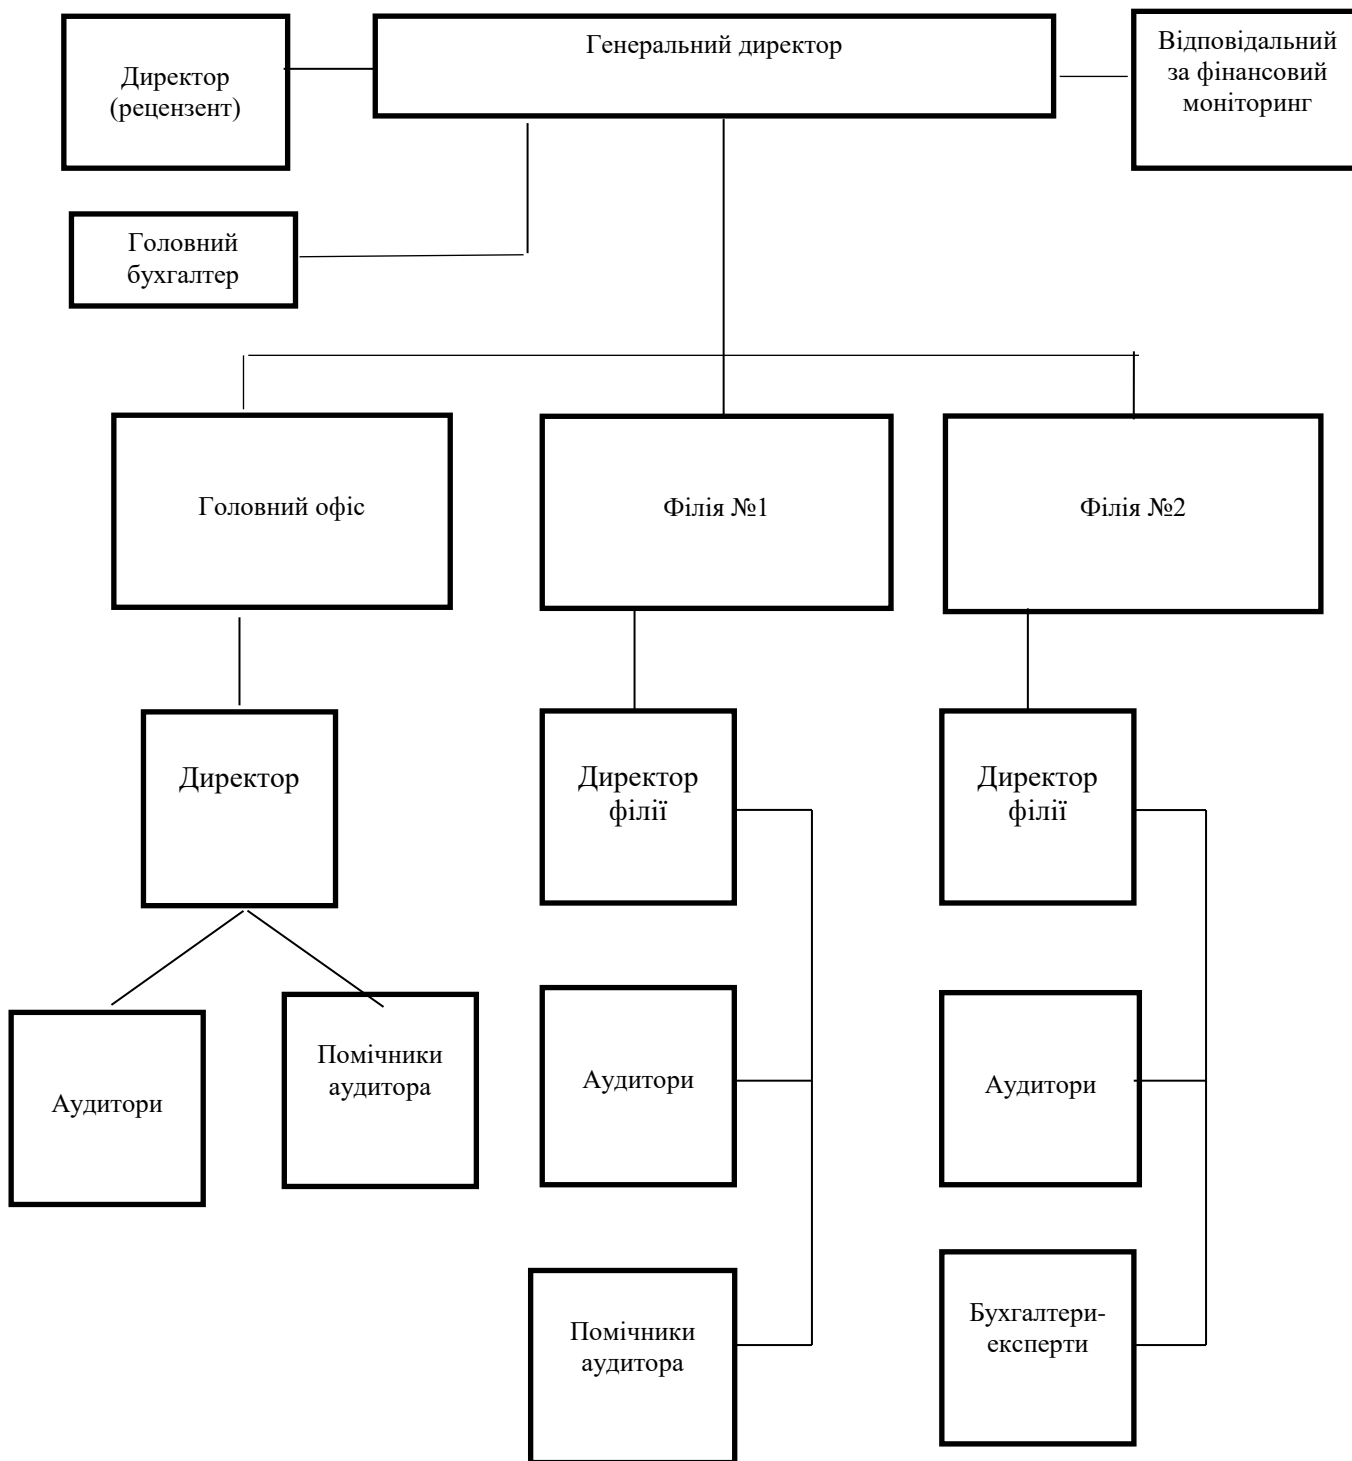 Генеральний директор
Директор
(рецензент)
Відповідальний
за фінансовий
моніторинг
Головний
бухгалтер
Головний офіс
Філія №1
Філія №2
Директор
Директор
філії
Директор
філії
Аудитори
Помічники
аудитора
Аудитори
Аудитори
Помічники
аудитора
Бухгалтери-
експерти